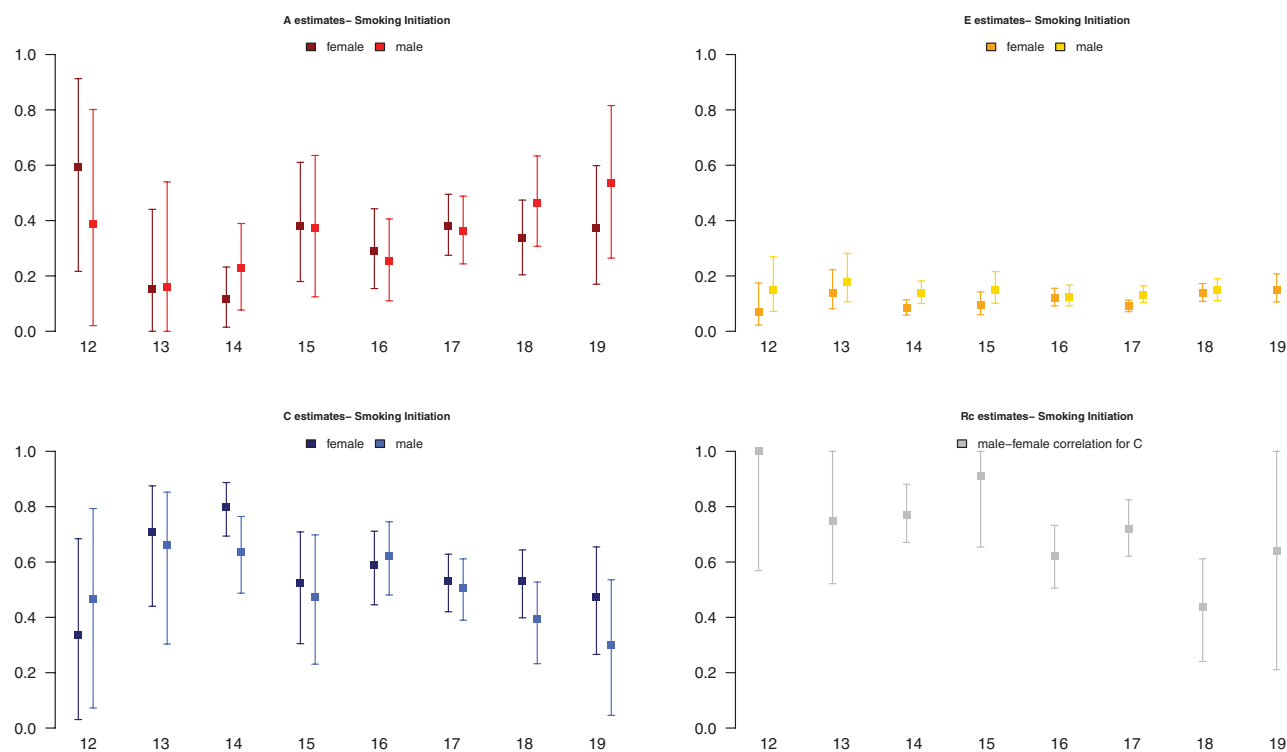 A estimates– Smoking Initiation
female male
1.0
0.8
0.6
0.4
0.2
0.0
12 13 14 15 16 17 18 19
E estimates– Smoking Initiation
female male
1.0
0.8
0.6
0.4
0.2
0.0
12 13 14 15 16 17 18 19
C estimates– Smoking Initiation
female male
1.0
0.8
0.6
0.4
0.2
0.0
12 13 14 15 16 17 18 19
Rc estimates– Smoking Initiation
male–female correlation for C
1.0
0.8
0.6
0.4
0.2
0.0
12 13 14 15 16 17 18 19